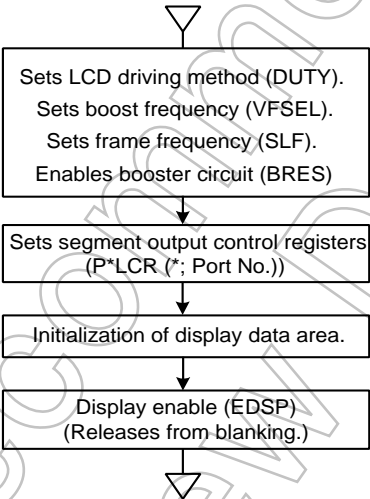 Sets LCD driving method (DUTY).
Sets boost frequency (VFSEL).
Sets frame frequency (SLF).
Enables booster circuit (BRES)
Sets segment output control registers
(P*LCR (*; Port No.))
Initialization of display data area.
Display enable (EDSP)
(Releases from blanking.)